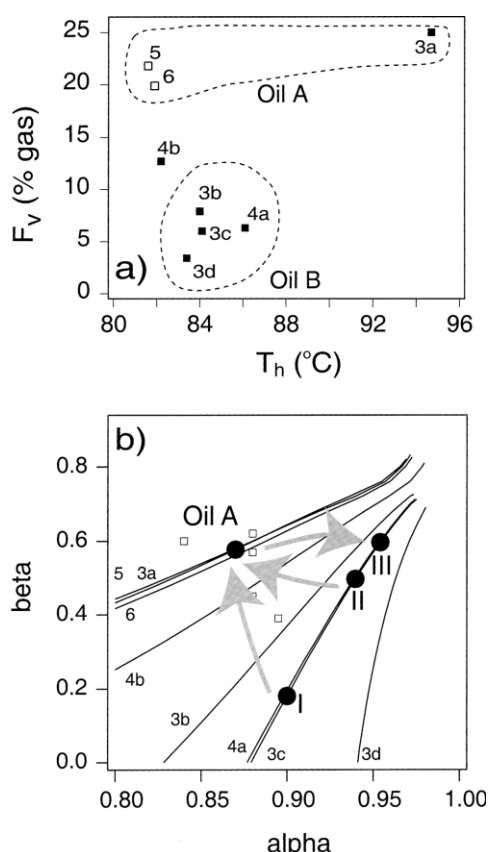 25
20
15
10
5
0
F_v (% gas)
5
6
3a
Oil A
4b
3b
4a
3c
3d
Oil B
a)
80 84 88 92 96
T_h (°C)
b)
0.8
0.6
0.4
0.2
0.0
beta
Oil A
III
II
I
5 3a
6
4b
3b
4a
3c
3d
0.80 0.85 0.90 0.95 1.00
alpha